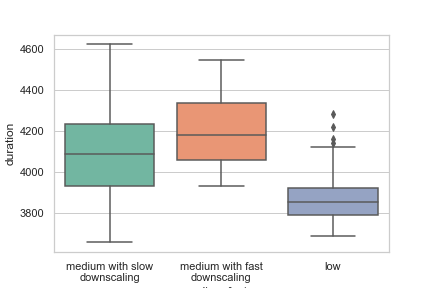 4600
4400
4200
4000
3800
duration
medium with slow
downscaling
medium with fast
downscaling
low